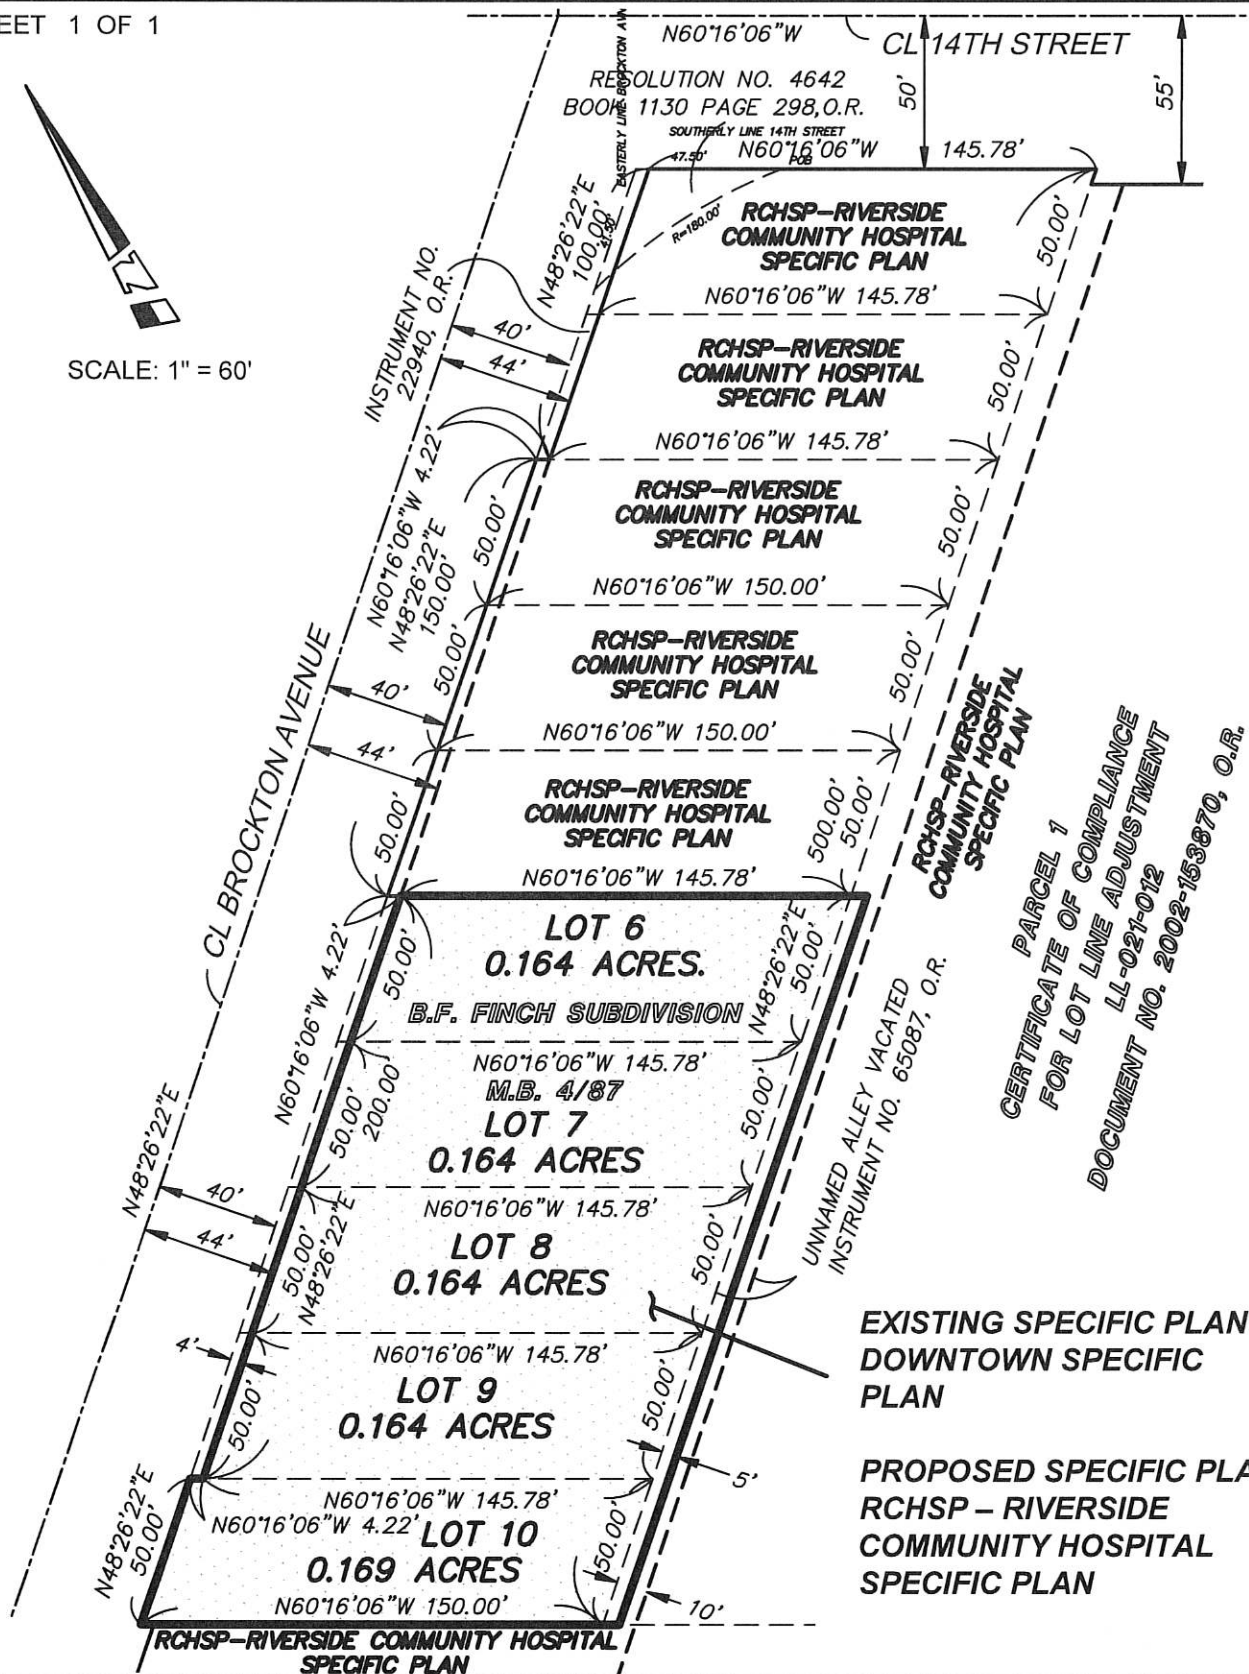 EET 1 OF 1
SCALE: 1" = 60'
N60°16'06"W
CL 14TH STREET
RESOLUTION NO. 4642
BOOK 1130 PAGE 298,O.R.
EASTERLY LINE BROCKTON AVN
SOUTHERLY LINE 14TH STREET
47.50'
POB
N60°16'06"W 145.78'
50'
55'
N48°26'22"E
100.00'
41.50'
R=180.00'
RCHSP-RIVERSIDE
COMMUNITY HOSPITAL
SPECIFIC PLAN
50.00'
N60°16'06"W 145.78'
INSTRUMENT NO.
22940, O.R.
40'
44'
RCHSP-RIVERSIDE
COMMUNITY HOSPITAL
SPECIFIC PLAN
50.00'
N60°16'06"W 145.78'
N60°16'06"W 4.22'
N48°26'22"E
150.00'
50.00'
RCHSP-RIVERSIDE
COMMUNITY HOSPITAL
SPECIFIC PLAN
50.00'
N60°16'06"W 150.00'
50.00'
RCHSP-RIVERSIDE
COMMUNITY HOSPITAL
SPECIFIC PLAN
50.00'
CL BROCKTON AVENUE
40'
44'
N60°16'06"W 150.00'
50.00'
RCHSP-RIVERSIDE
COMMUNITY HOSPITAL
SPECIFIC PLAN
500.00'
50.00'
RCHSP-RIVERSIDE
COMMUNITY HOSPITAL
SPECIFIC PLAN
PARCEL 1
CERTIFICATE OF COMPLIANCE
FOR LOT LINE ADJUSTMENT
LL-021-012
DOCUMENT NO. 2002-153870, O.R.
N60°16'06"W 145.78'
N60°16'06"W 4.22'
50.00'
LOT 6
0.164 ACRES.
N48°26'22"E
50.00'
B.F. FINCH SUBDIVISION
N60°16'06"W 145.78'
M.B. 4/87
50.00'
200.00'
LOT 7
0.164 ACRES
50.00'
UNNAMED ALLEY VACATED
INSTRUMENT NO. 65087, O.R.
N48°26'22"E
40'
44'
N60°16'06"W 145.78'
50.00'
N48°26'22"E
LOT 8
0.164 ACRES
50.00'
N60°16'06"W 145.78'
4'
50.00'
LOT 9
0.164 ACRES
50.00'
EXISTING SPECIFIC PLAN
DOWNTOWN SPECIFIC
PLAN
5'
N60°16'06"W 145.78'
N60°16'06"W 4.22'
N48°26'22"E
50.00'
LOT 10
0.169 ACRES
50.00'
N60°16'06"W 150.00'
10'
PROPOSED SPECIFIC PLA
RCHSP – RIVERSIDE
COMMUNITY HOSPITAL
SPECIFIC PLAN
RCHSP-RIVERSIDE COMMUNITY HOSPITAL
SPECIFIC PLAN